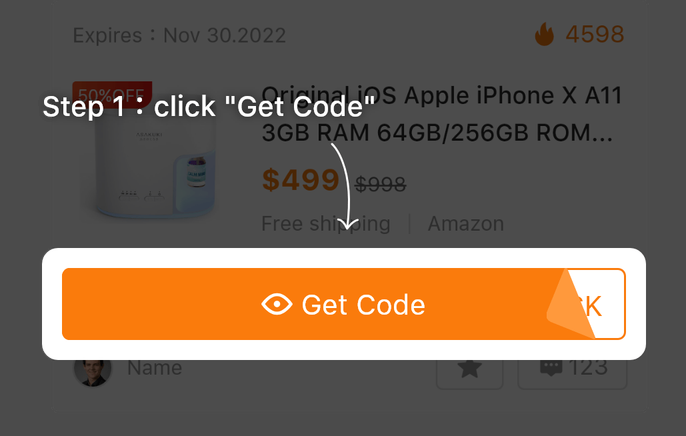 Expires：Nov 30.2022
4598
50%OFF
Step 1：click "Get Code"
Original iOS Apple iPhone X A11
3GB RAM 64GB/256GB ROM...
$499 $998
Free shipping | Amazon
Get Code
Name
123